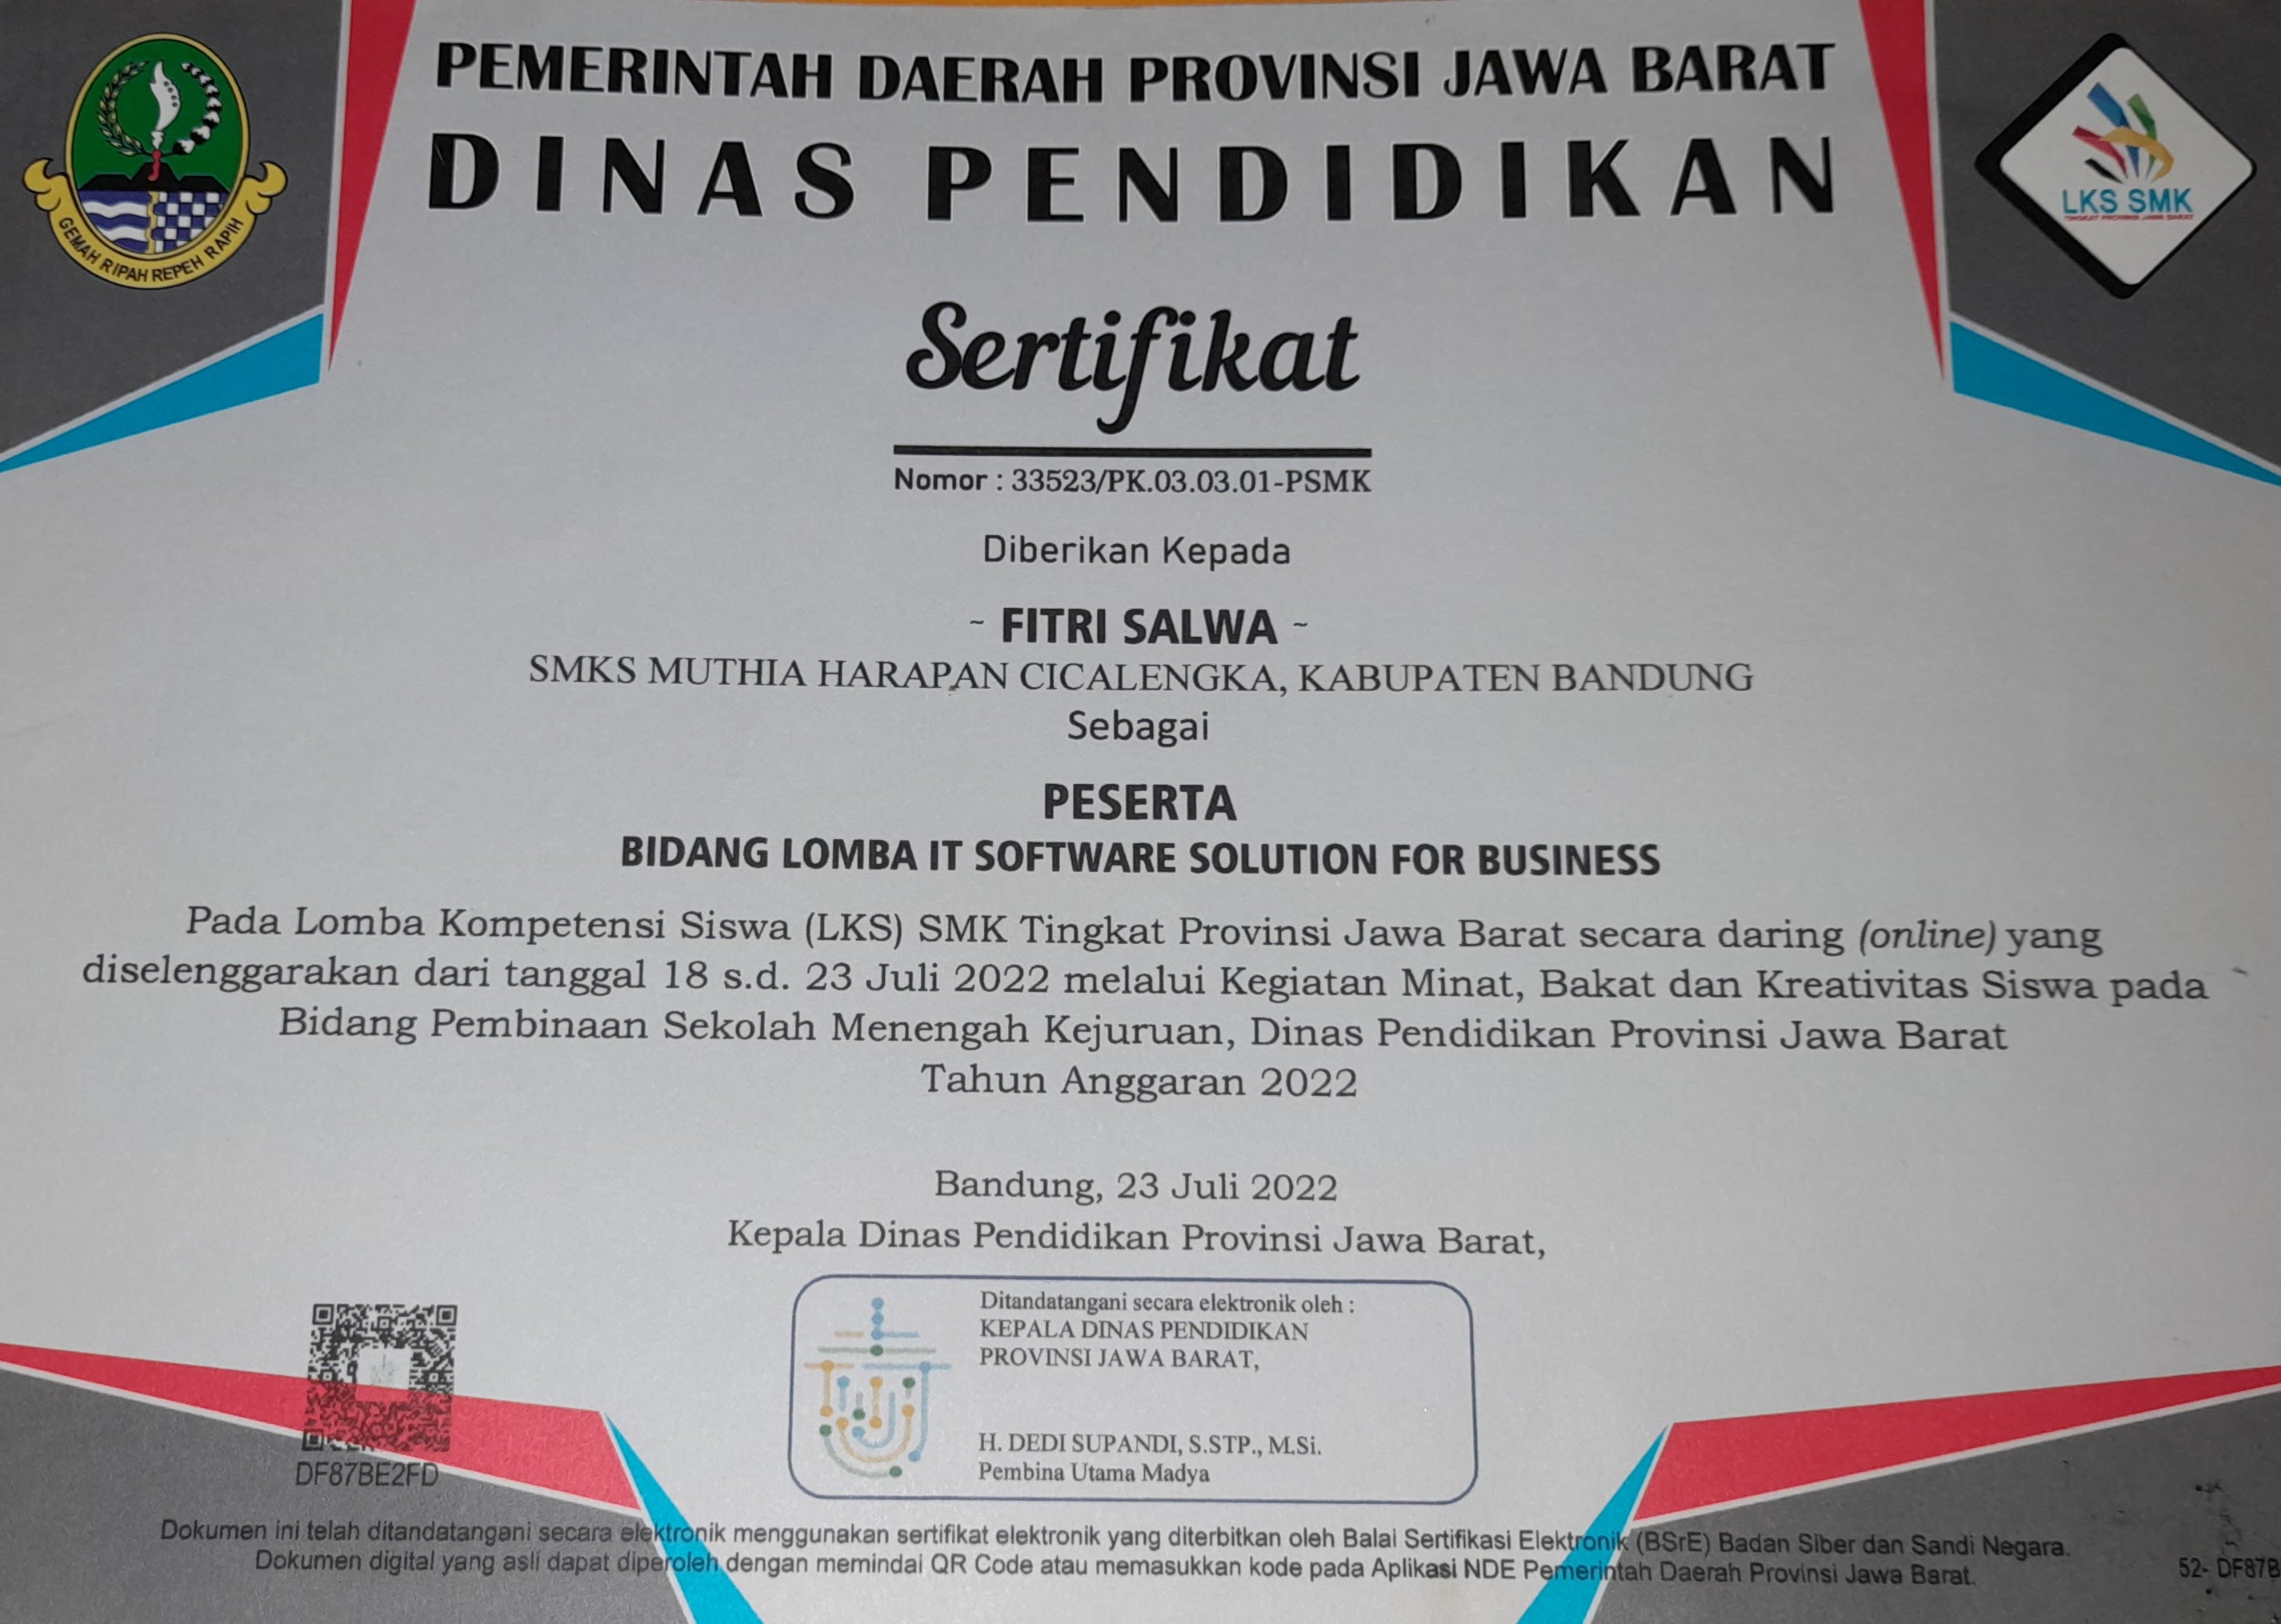 PEMERINTAH DAERAH PROVINSI JAWA BARAT
DINAS PENDIDIKAN
GEMAH RIPAH REPEH RAPIH
LKS SMK
TINGKAT PROVINSI JAWA BARAT
Sertifikat
Nomor : 33523/PK.03.03.01-PSMK
Diberikan Kepada
~ FITRI SALWA ~
SMKS MUTHIA HARAPAN CICALENGKA, KABUPATEN BANDUNG
Sebagai
PESERTA
BIDANG LOMBA IT SOFTWARE SOLUTION FOR BUSINESS
Pada Lomba Kompetensi Siswa (LKS) SMK Tingkat Provinsi Jawa Barat secara daring (online) yang
diselenggarakan dari tanggal 18 s.d. 23 Juli 2022 melalui Kegiatan Minat, Bakat dan Kreativitas Siswa pada
Bidang Pembinaan Sekolah Menengah Kejuruan, Dinas Pendidikan Provinsi Jawa Barat
Tahun Anggaran 2022
Bandung, 23 Juli 2022
Kepala Dinas Pendidikan Provinsi Jawa Barat,
Ditandatangani secara elektronik oleh :
KEPALA DINAS PENDIDIKAN
PROVINSI JAWA BARAT,
H. DEDI SUPANDI, S.STP., M.Si.
Pembina Utama Madya
DF87BE2FD
Dokumen ini telah ditandatangani secara elektronik menggunakan sertifikat elektronik yang diterbitkan oleh Balai Sertifikasi Elektronik (BSrE) Badan Siber dan Sandi Negara.
Dokumen digital yang asli dapat diperoleh dengan memindai QR Code atau memasukkan kode pada Aplikasi NDE Pemerintah Daerah Provinsi Jawa Barat.
52- DF87B